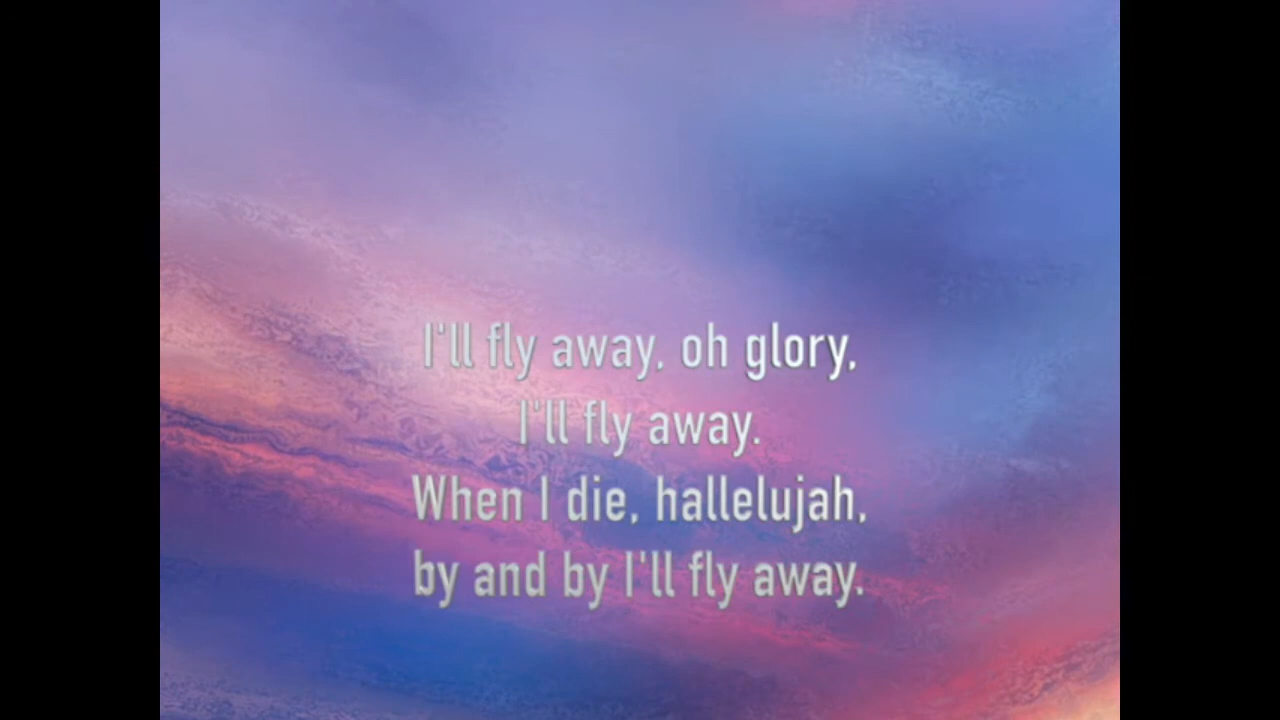 I'll fly away, oh glory,
I'll fly away.
When I die, hallelujah,
by and by I'll fly away.